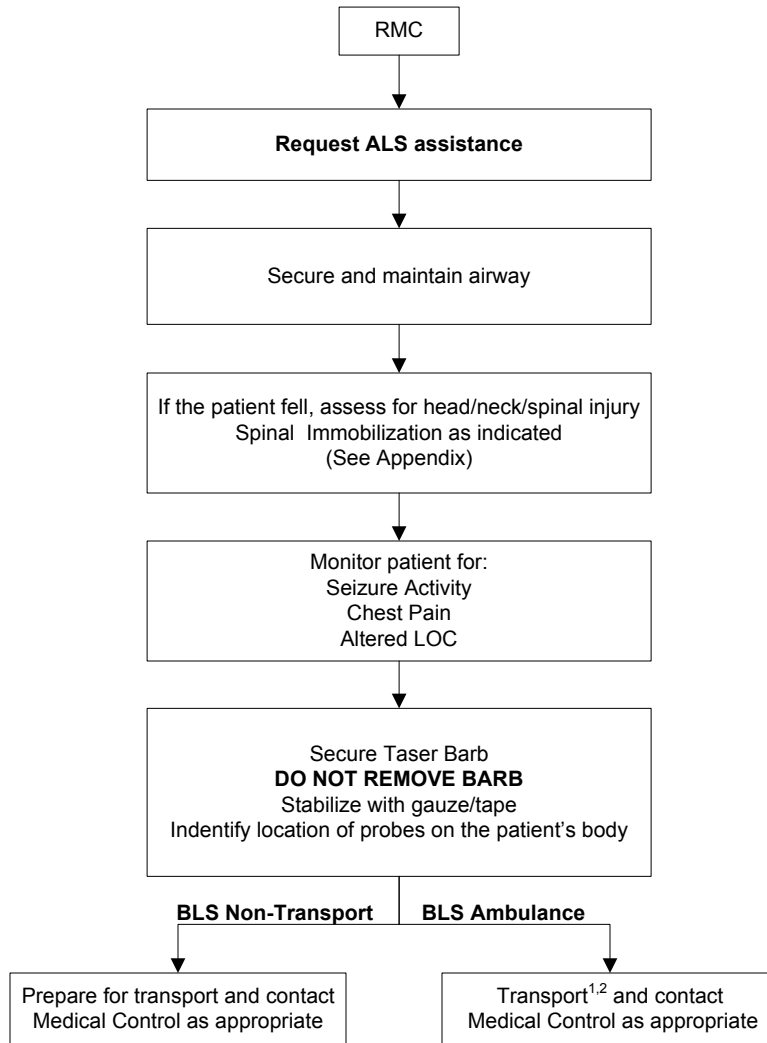 RMC
Request ALS assistance
Secure and maintain airway
If the patient fell, assess for head/neck/spinal injury
Spinal Immobilization as indicated
(See Appendix)
Monitor patient for:
Seizure Activity
Chest Pain
Altered LOC
Secure Taser Barb
DO NOT REMOVE BARB
Stabilize with gauze/tape
Indentify location of probes on the patient’s body
BLS Non-Transport
BLS Ambulance
Prepare for transport and contact
Medical Control as appropriate
Transport¹,² and contact
Medical Control as appropriate